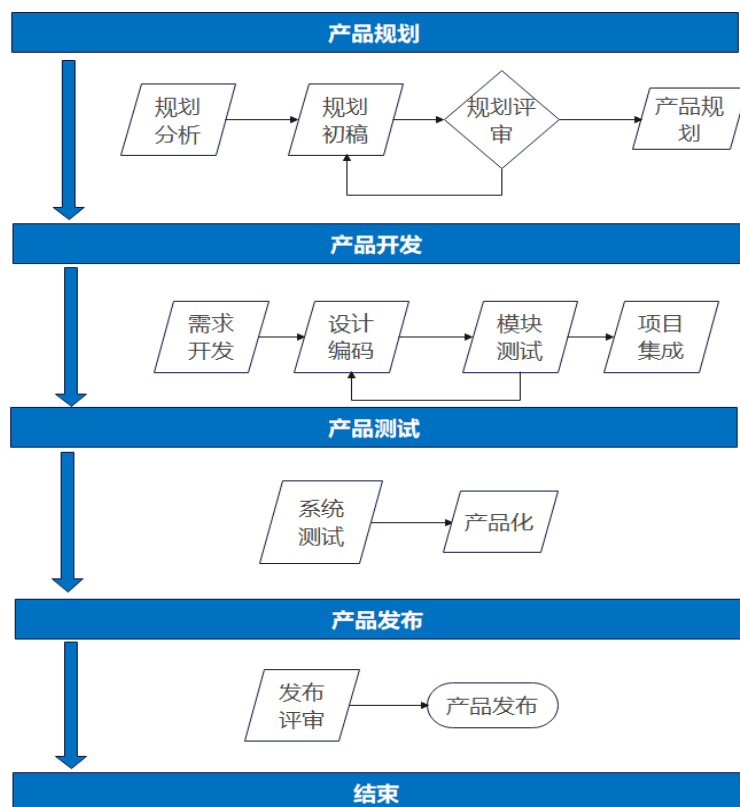 产品规划
规划
分析
规划
初稿
规划评
审
产品规
划
产品开发
需求
开发
设计
编码
模块
测试
项目
集成
产品测试
系统
测试
产品化
产品发布
发布
评审
产品发布
结束